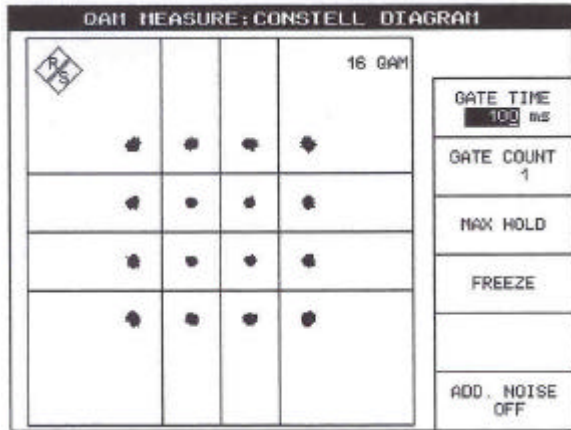 QAM MEASURE:CONSTELL DIAGRAM
R/S
16 QAM
GATE TIME
100 ms
GATE COUNT
1
MAX HOLD
FREEZE
ADD. NOISE
OFF